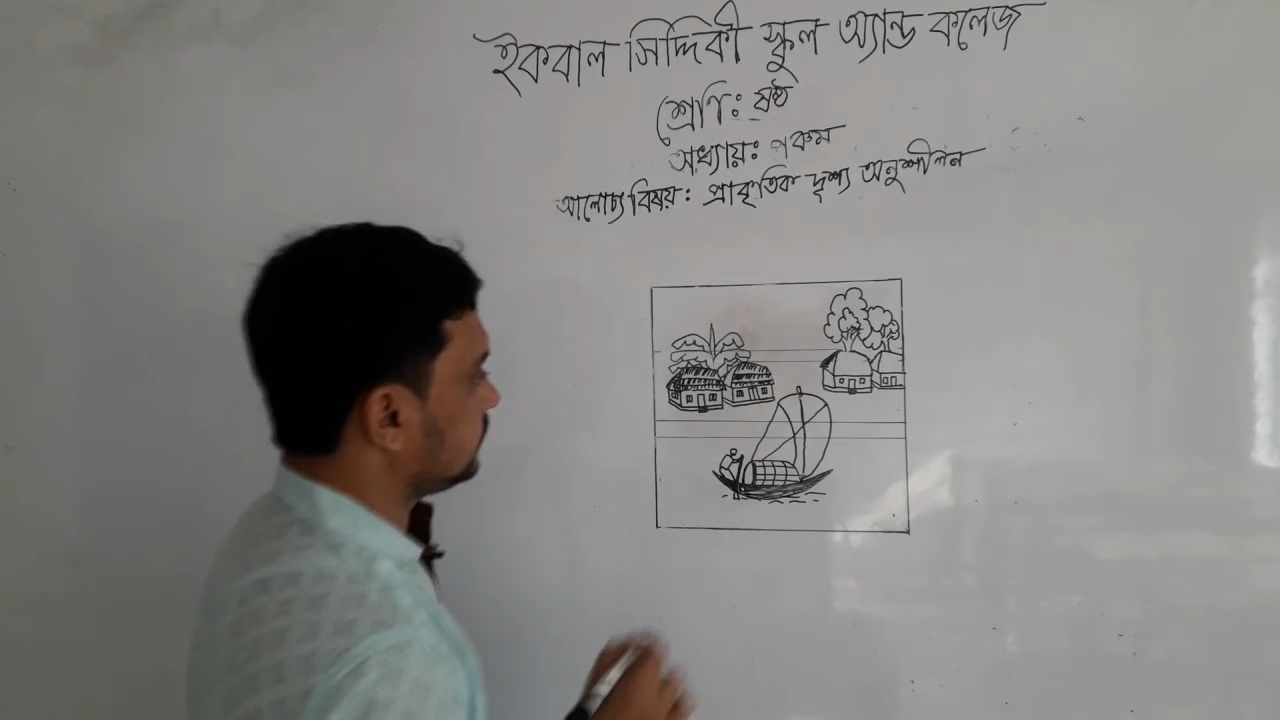 ইকবাল সিদ্দিকী স্কুল অ্যান্ড কলেজ
শ্রেণি: ষষ্ঠ
অধ্যায়: পঞ্চম
আলোচ্য বিষয়: প্রাকৃতিক দৃশ্য অনুশীলন